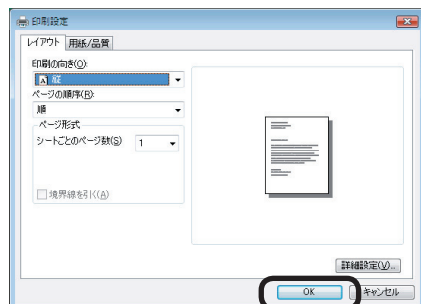 印刷設定
レイアウト 用紙/品質
印刷の向き(O):
A 縦
ページの順序(R):
順
ページ形式
シートごとのページ数(S) 1
境界線を引く(A)
詳細設定(V)...
OK キャンセル